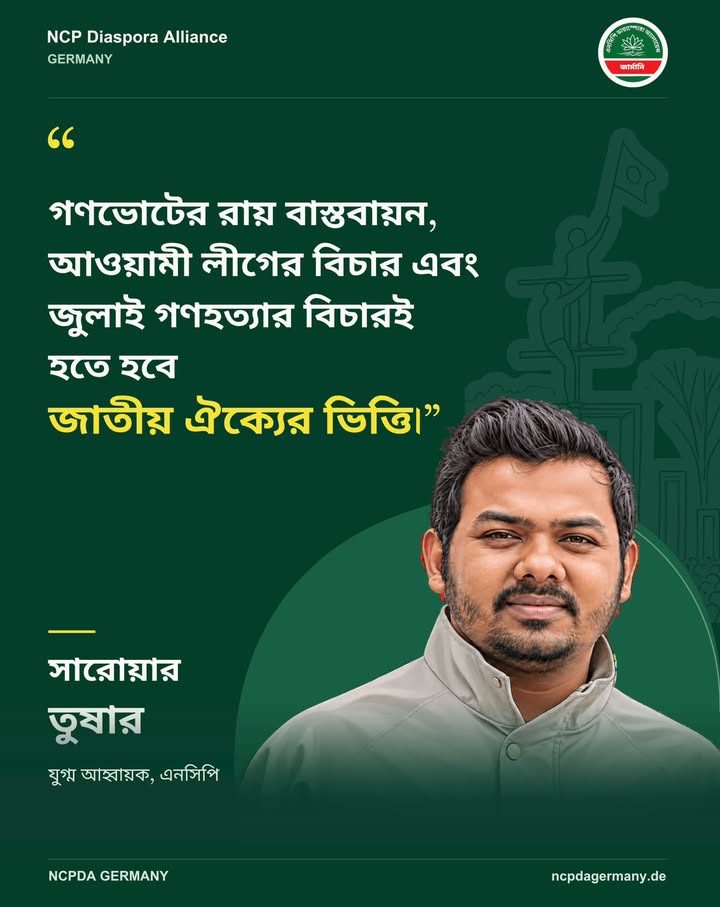 NCP Diaspora Alliance
GERMANY
এনসিপি ডায়াস্পোরা অ্যালায়েন্স
জার্মানি
“
গণভোটের রায় বাস্তবায়ন,
আওয়ামী লীগের বিচার এবং
জুলাই গণহত্যার বিচারই
হতে হবে
জাতীয় ঐক্যের ভিত্তি।”
সারোয়ার
তুষার
যুগ্ম আহ্বায়ক, এনসিপি
NCPDA GERMANY
ncpdagermany.de